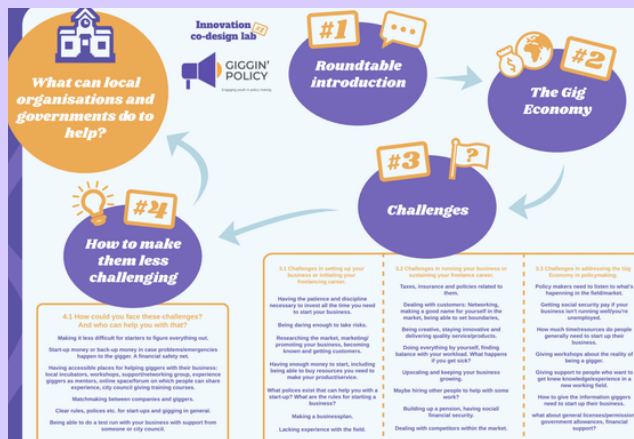 Innovation
co-design lab
#1
GIGGIN'
POLICY
Engaging youth in policy making
#1
Roundtable
introduction
#2
The Gig
Economy
#3
?
Challenges
#4
How to make
them less
challenging
What can local
organisations and
governments do to
help?
3.1 Challenges in setting up your
business or initiating your
freelancing career.
Having the patience and discipline
necessary to invest all the time you need
to start your business.
Being daring enough to take risks.
Researching the market, marketing/
promoting your business, becoming
known and getting customers.
Having enough money to start, including
being able to buy resources you need to
make your product/service.
What polices exist that can help you with a
start-up? What are the rules for starting a
business?
Making a businessplan.
Lacking experience with the field.
3.2 Challenges in running your business or
sustaining your freelance career.
Taxes, insurance and policies related to
them.
Dealing with customers: Networking,
making a good name for yourself in the
market, being able to set boundaries,
Being creative, staying innovative and
delivering quality service/products.
Doing everything by yourself, finding
balance with your workload. What happens
if you get sick?
Upscaling and keeping your business
growing.
Maybe hiring other people to help with some
work?
Building up a pension, having social/
financial security.
Dealing with competitors within the market.
3.3 Challenges in addressing the Gig
Economy in policymaking.
Policy makers need to listen to what's
happening in the field/market.
Getting social security pay if your
business isn't running well/you're
unemployed.
How much time/resources do people
generally need to start up their
business.
Giving workshops about the reality of
being a gigger.
Giving support to people who want to
get knew knowledge/experience in a
new working field.
How to give the information giggers
need to start up their business.
what about general licenses/permission
government allowances, financial
support?
4.1 How could you face these challenges?
And who can help you with that?
Making it less difficult for starters to figure everything out.
Start-up money or back-up money in case problems/emergencies
happen to the gigger. A financial safety net.
Having accessible places for helping giggers with their business:
local incubators, workshops, support/networking group, experience
giggers as mentors, online space/forum on which people can share
experience, city council giving training courses.
Matchmaking between companies and giggers.
Clear rules, polices etc. for start-ups and gigging in general.
Being able to do a test run with your business with support from
someone or city council.